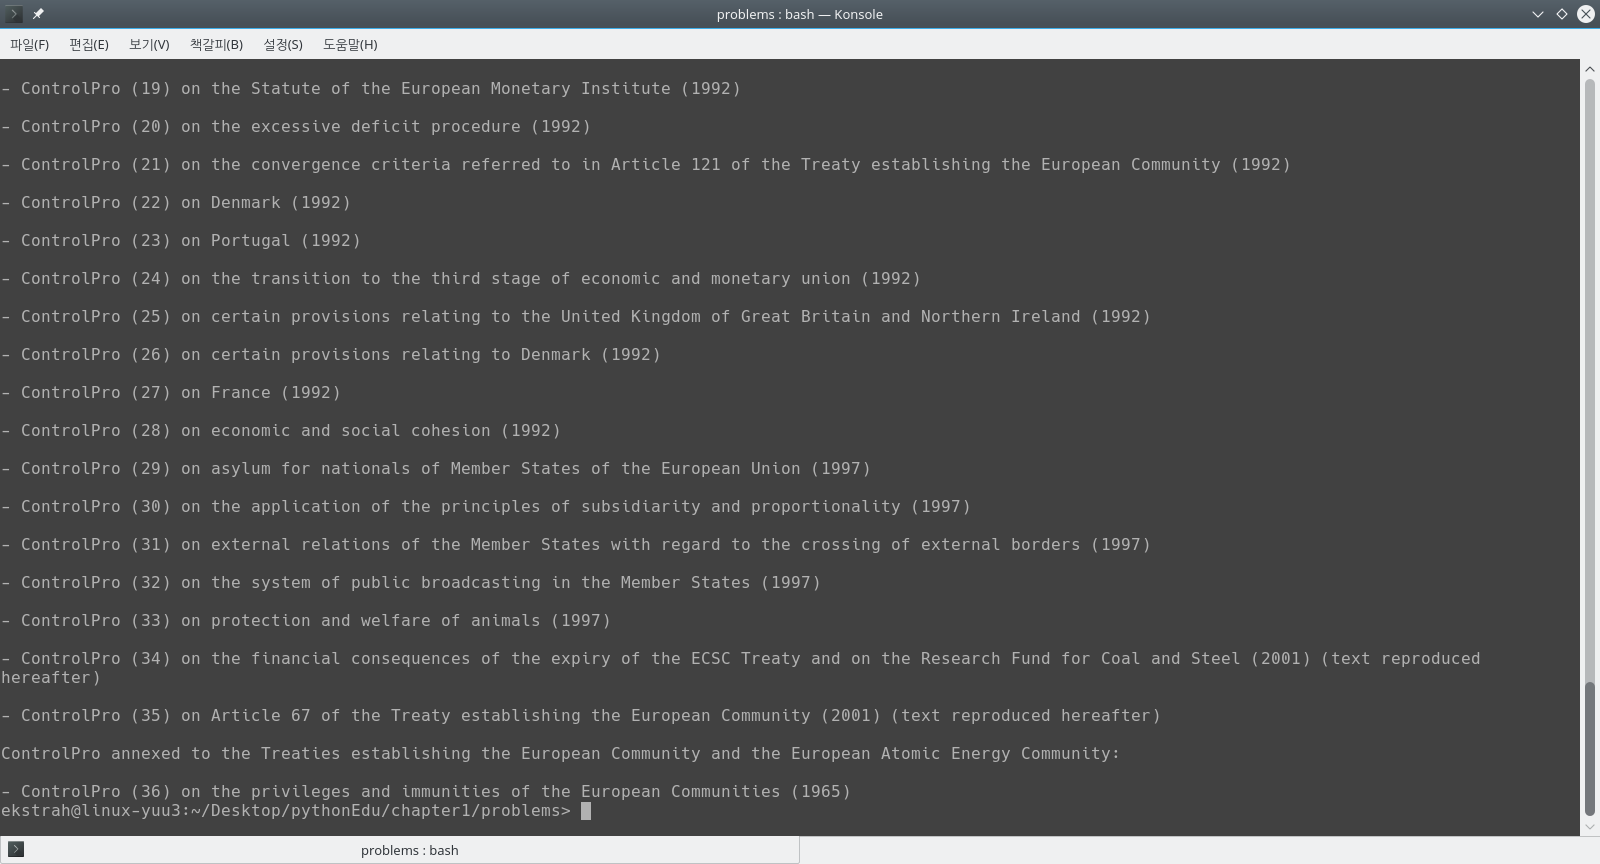 problems : bash — Konsole
파일(F) 편집(E) 보기(V) 책갈피(B) 설정(S) 도움말(H)
- ControlPro (19) on the Statute of the European Monetary Institute (1992)
- ControlPro (20) on the excessive deficit procedure (1992)
- ControlPro (21) on the convergence criteria referred to in Article 121 of the Treaty establishing the European Community (1992)
- ControlPro (22) on Denmark (1992)
- ControlPro (23) on Portugal (1992)
- ControlPro (24) on the transition to the third stage of economic and monetary union (1992)
- ControlPro (25) on certain provisions relating to the United Kingdom of Great Britain and Northern Ireland (1992)
- ControlPro (26) on certain provisions relating to Denmark (1992)
- ControlPro (27) on France (1992)
- ControlPro (28) on economic and social cohesion (1992)
- ControlPro (29) on asylum for nationals of Member States of the European Union (1997)
- ControlPro (30) on the application of the principles of subsidiarity and proportionality (1997)
- ControlPro (31) on external relations of the Member States with regard to the crossing of external borders (1997)
- ControlPro (32) on the system of public broadcasting in the Member States (1997)
- ControlPro (33) on protection and welfare of animals (1997)
- ControlPro (34) on the financial consequences of the expiry of the ECSC Treaty and on the Research Fund for Coal and Steel (2001) (text reproduced
hereafter)
- ControlPro (35) on Article 67 of the Treaty establishing the European Community (2001) (text reproduced hereafter)
ControlPro annexed to the Treaties establishing the European Community and the European Atomic Energy Community:
- ControlPro (36) on the privileges and immunities of the European Communities (1965)
ekstrah@linux-yuu3:~/Desktop/pythonEdu/chapter1/problems>
problems : bash